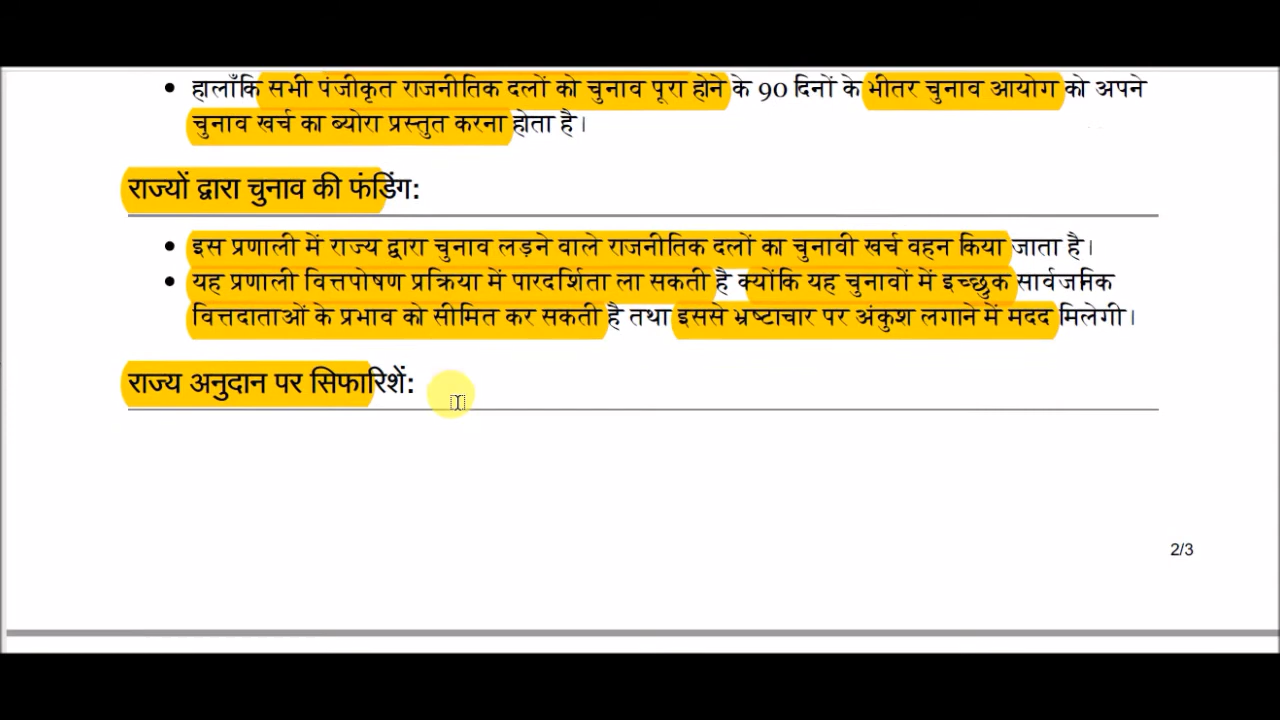 • हालाँकि सभी पंजीकृत राजनीतिक दलों को चुनाव पूरा होने के 90 दिनों के भीतर चुनाव आयोग को अपने
चुनाव खर्च का ब्योरा प्रस्तुत करना होता है।
राज्यों द्वारा चुनाव की फंडिंग:
• इस प्रणाली में राज्य द्वारा चुनाव लड़ने वाले राजनीतिक दलों का चुनावी खर्च वहन किया जाता है।
• यह प्रणाली वित्तपोषण प्रक्रिया में पारदर्शिता ला सकती है क्योंकि यह चुनावों में इच्छुक सार्वजनिक
वित्तदाताओं के प्रभाव को सीमित कर सकती है तथा इससे भ्रष्टाचार पर अंकुश लगाने में मदद मिलेगी।
राज्य अनुदान पर सिफारिशें:
2/3